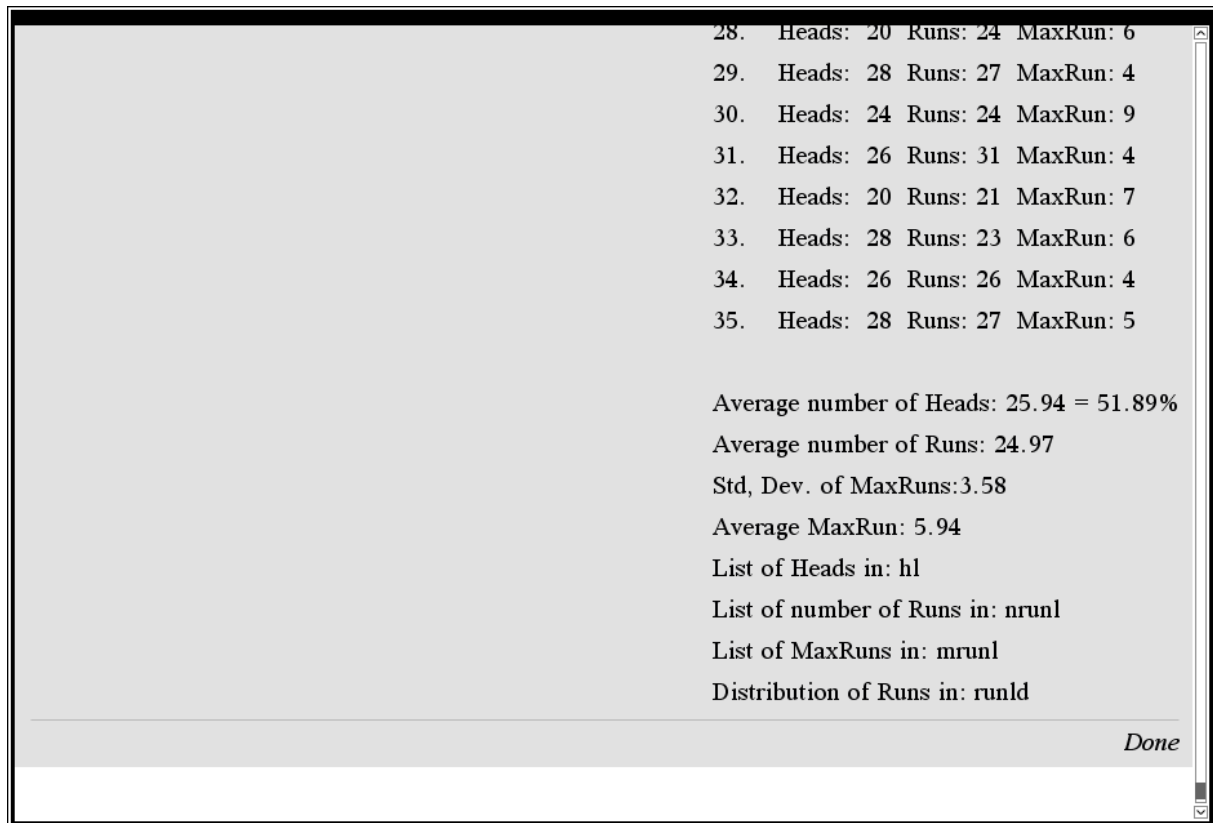 28. Heads: 20 Runs: 24 MaxRun: 6
29. Heads: 28 Runs: 27 MaxRun: 4
30. Heads: 24 Runs: 24 MaxRun: 9
31. Heads: 26 Runs: 31 MaxRun: 4
32. Heads: 20 Runs: 21 MaxRun: 7
33. Heads: 28 Runs: 23 MaxRun: 6
34. Heads: 26 Runs: 26 MaxRun: 4
35. Heads: 28 Runs: 27 MaxRun: 5
Average number of Heads: 25.94 = 51.89%
Average number of Runs: 24.97
Std, Dev. of MaxRuns:3.58
Average MaxRun: 5.94
List of Heads in: hl
List of number of Runs in: nrunl
List of MaxRuns in: mrunl
Distribution of Runs in: runld
Done